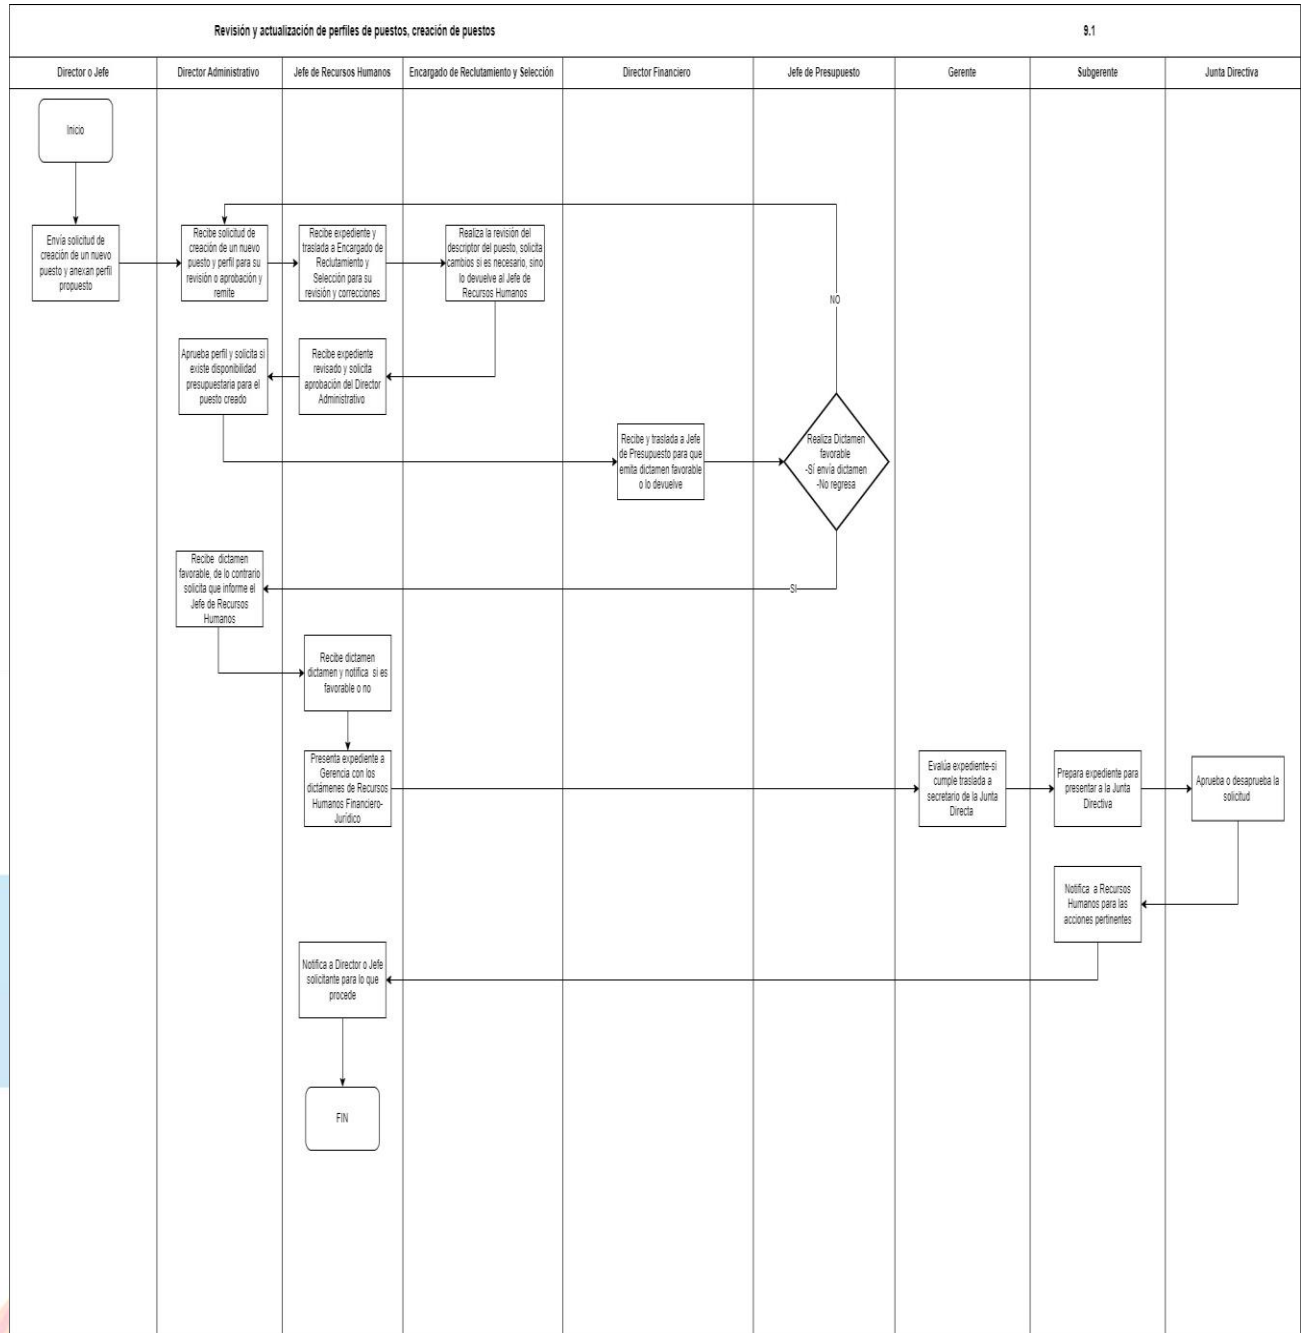 Revisión y actualización de perfiles de puestos, creación de puestos
9.1
Director o Jefe
Director Administrativo
Jefe de Recursos Humanos
Encargado de Reclutamiento y Selección
Director Financiero
Jefe de Presupuesto
Gerente
Subgerente
Junta Directiva
Inicio
Envía solicitud de
creación de un nuevo
puesto y anexan perfil
propuesto
Recibe solicitud de
creación de un nuevo
puesto y perfil para su
revisión o aprobación y
remite
Recibe expediente y
traslada a Encargado de
Reclutamiento y
Selección para su
revisión y correcciones
Realiza la revisión del
descriptor del puesto, solicita
cambios si es necesario, sino
lo devuelve al Jefe de
Recursos Humanos
NO
Aprueba perfil y solicita si
existe disponibilidad
presupuestaria para el
puesto creado
Recibe expediente
revisado y solicita
aprobación del Director
Administrativo
Recibe y traslada a Jefe
de Presupuesto para que
emita dictamen favorable
o lo devuelve
Realiza Dictamen
favorable
-Sí envía dictamen
-No regresa
Recibe dictamen
favorable, de lo contrario
solicita que informe el
Jefe de Recursos
Humanos
SI
Recibe dictamen
dictamen y notifica si es
favorable o no
Presenta expediente a
Gerencia con los
dictámenes de Recursos
Humanos Financiero-
Jurídico
Evalúa expediente-si
cumple traslada a
secretario de la Junta
Directa
Prepara expediente para
presentar a la Junta
Directiva
Aprueba o desaprueba la
solicitud
Notifica a Recursos
Humanos para las
acciones pertinentes
Notifica a Director o Jefe
solicitante para lo que
procede
FIN